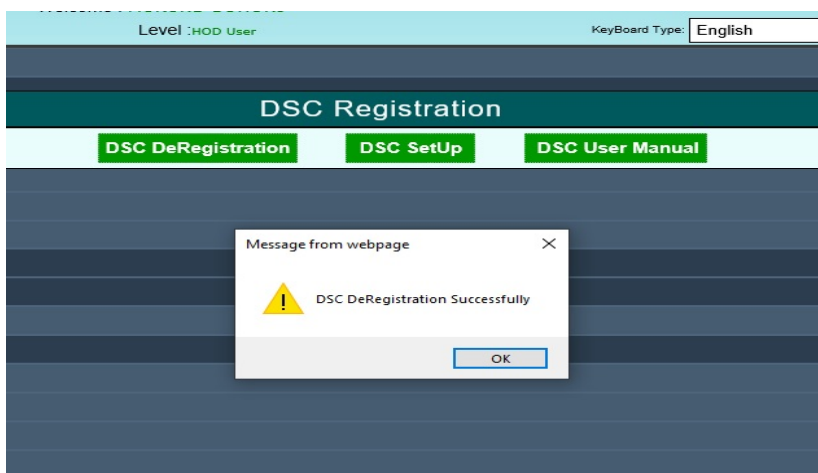 Level :HOD User
KeyBoard Type: English
DSC Registration
DSC DeRegistration DSC SetUp DSC User Manual
Message from webpage
DSC DeRegistration Successfully
OK